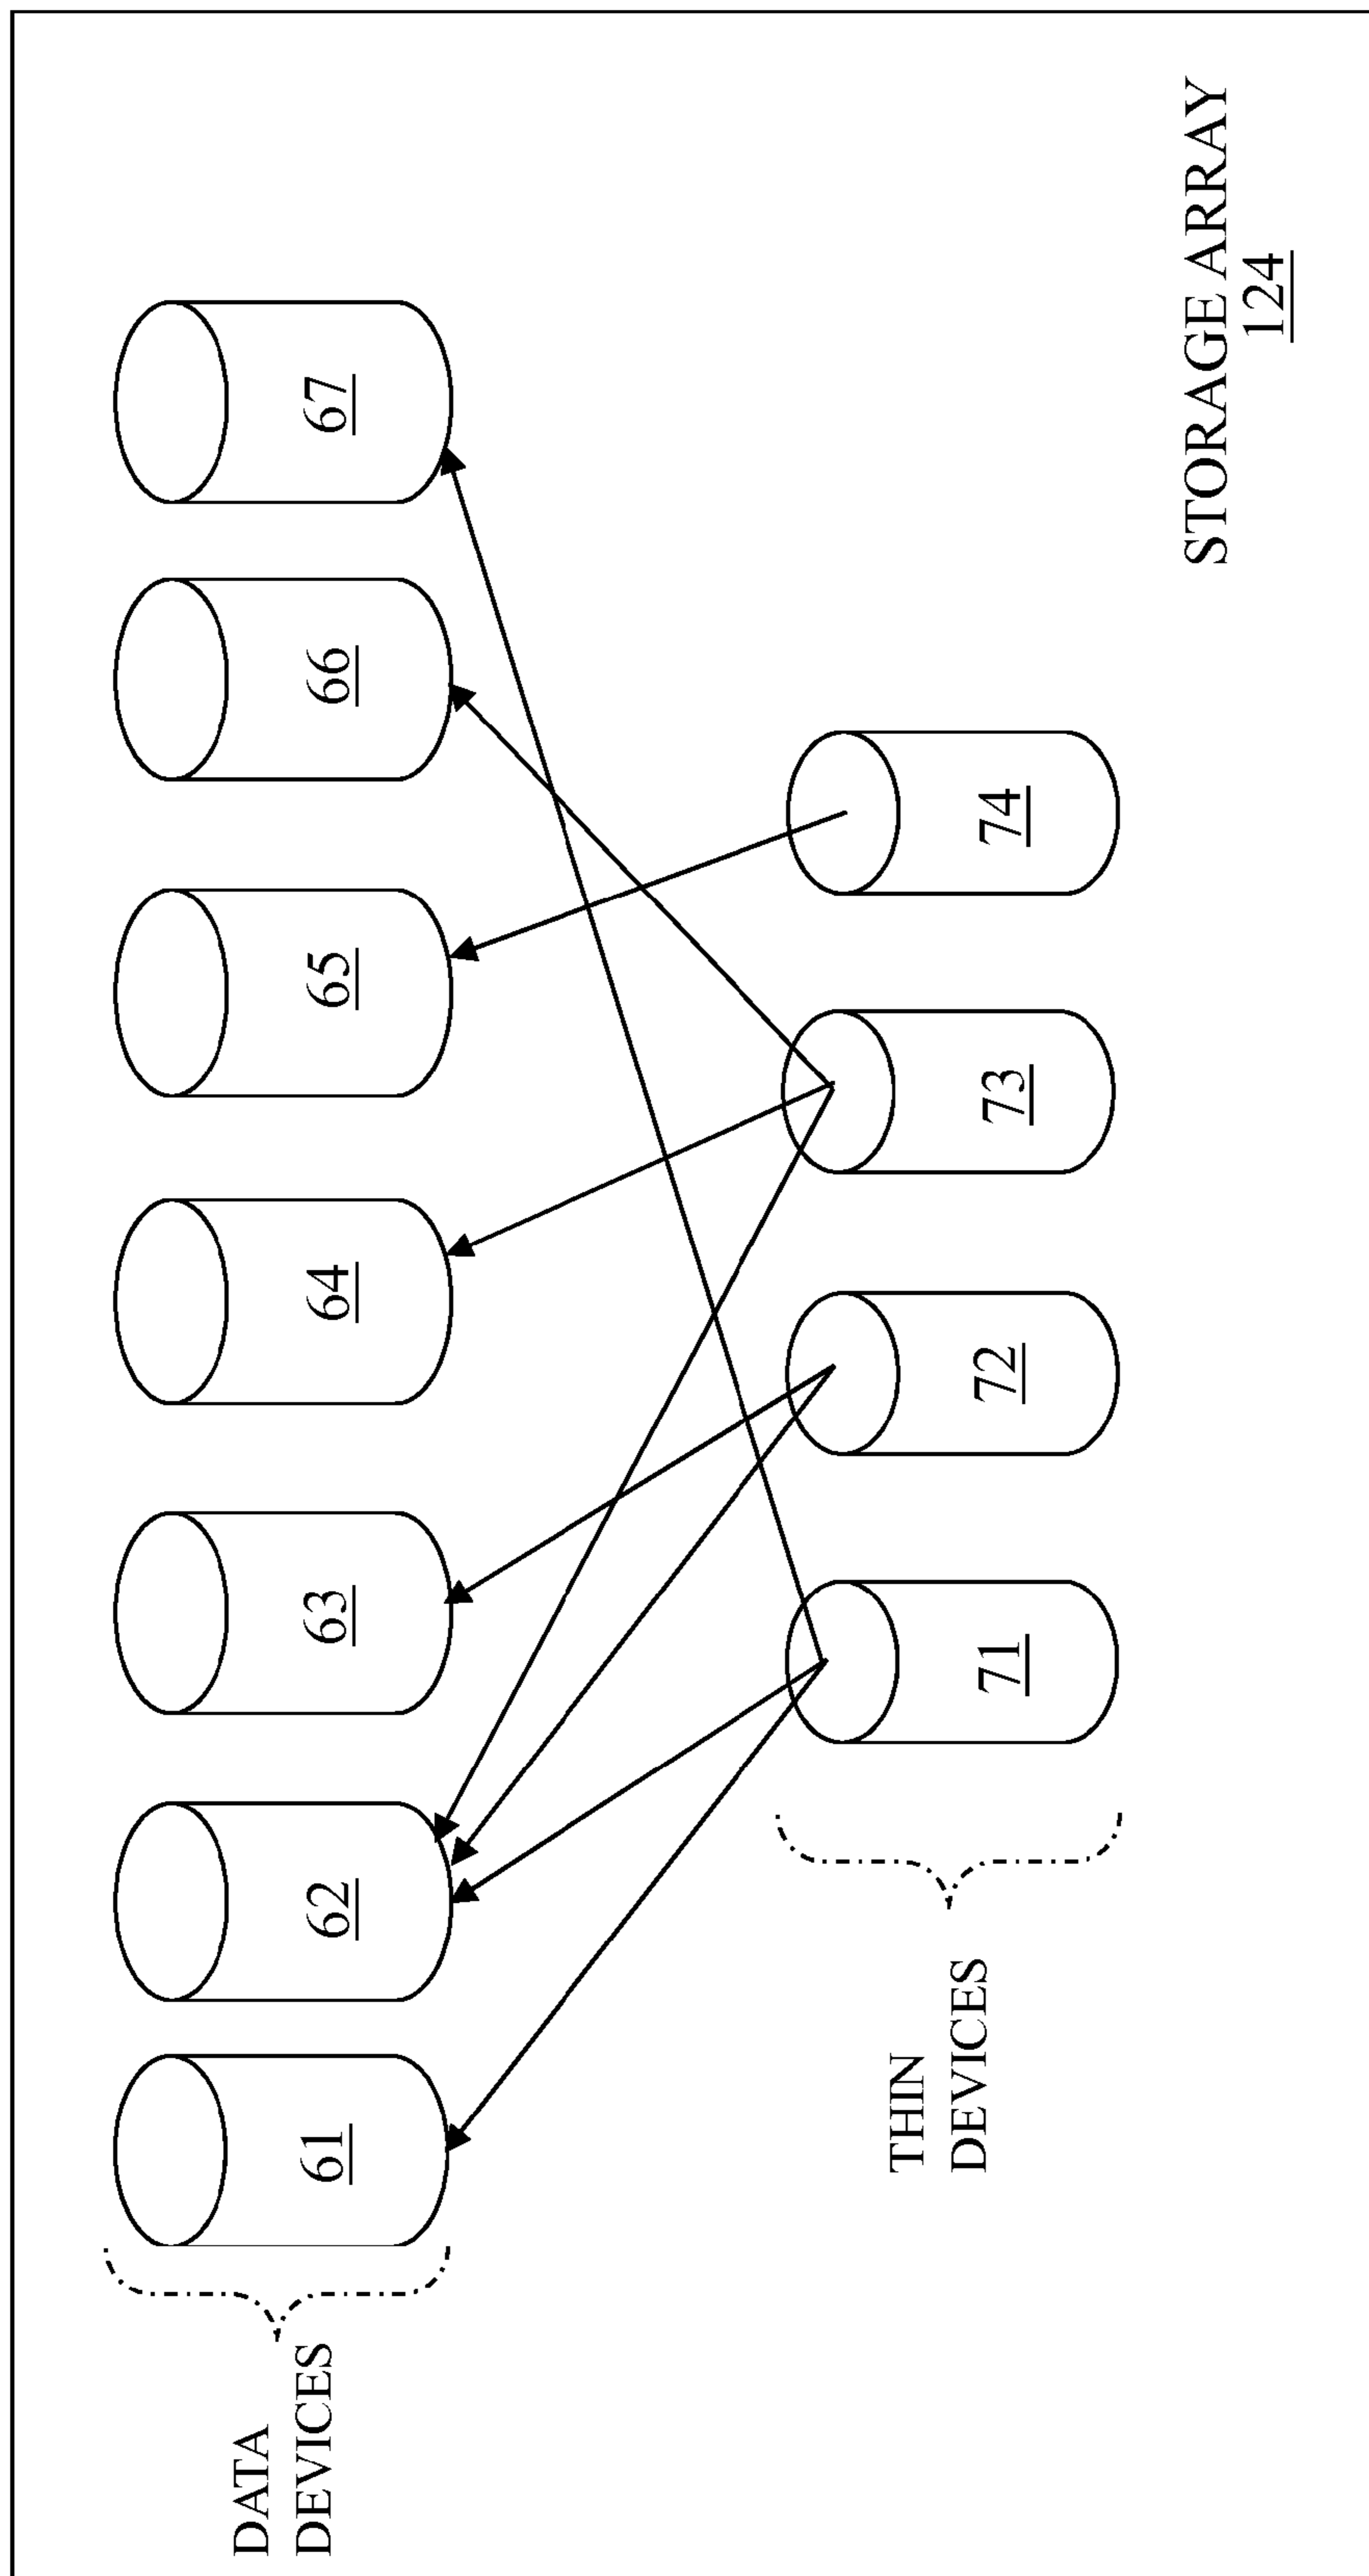 DATA
DEVICES
61
62
63
64
65
66
67
THIN
DEVICES
71
72
73
74
STORAGE ARRAY
124